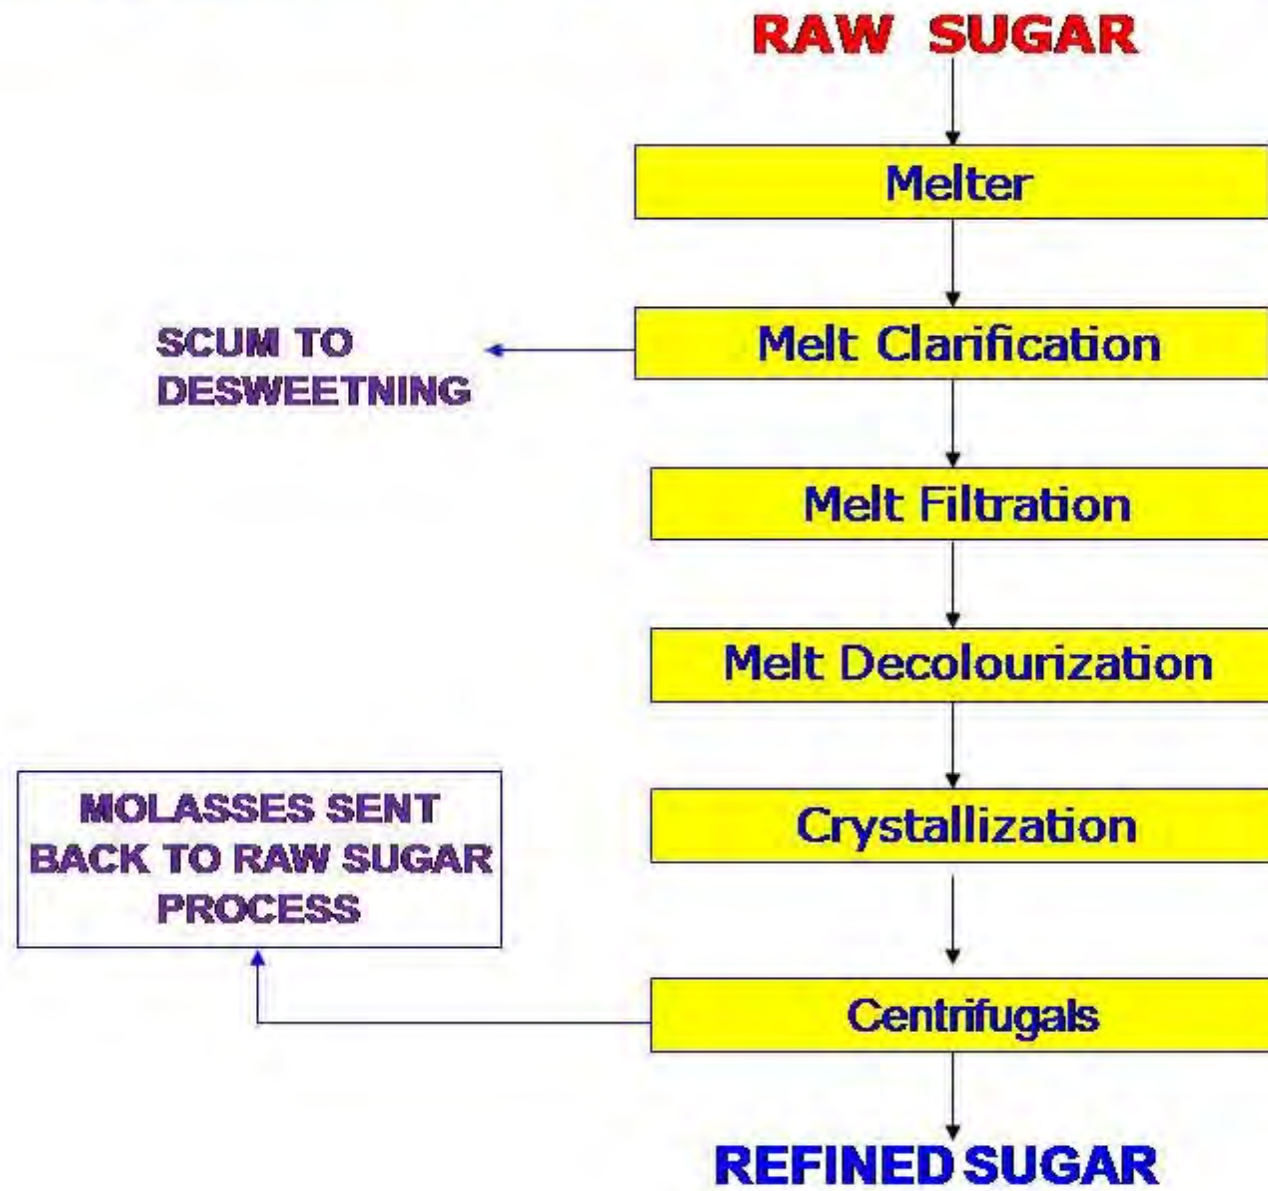 RAW SUGAR
Melter
Melt Clarification
SCUM TO
DESWEETNING
Melt Filtration
Melt Decolourization
Crystallization
MOLASSES SENT
BACK TO RAW SUGAR
PROCESS
Centrifugals
REFINED SUGAR